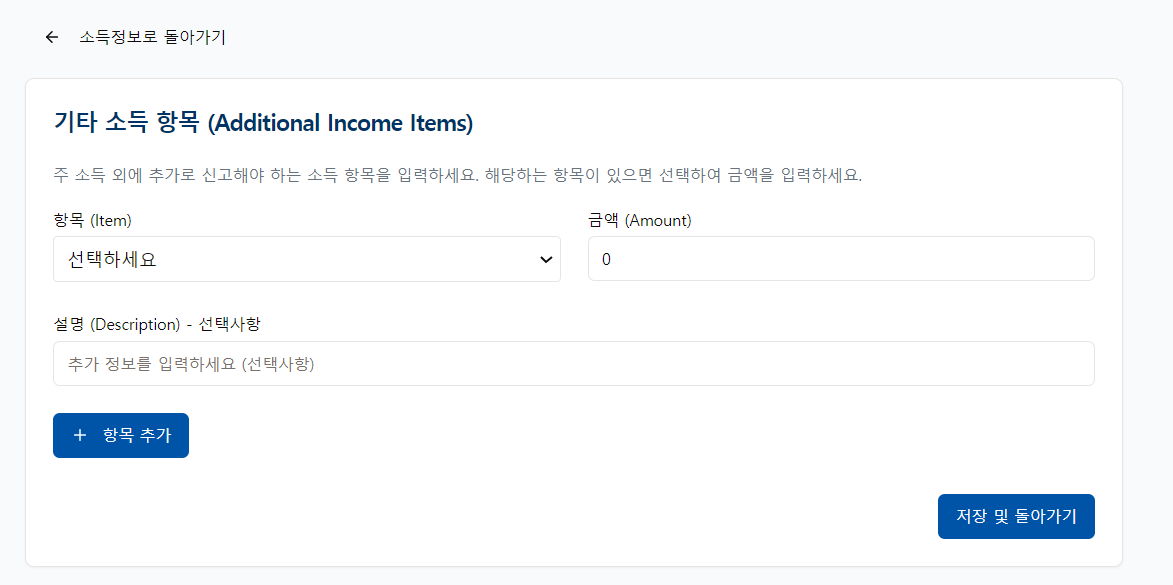 소득정보로 돌아가기
기타 소득 항목 (Additional Income Items)
주 소득 외에 추가로 신고해야 하는 소득 항목을 입력하세요. 해당하는 항목이 있으면 선택하여 금액을 입력하세요.
항목 (Item)
금액 (Amount)
선택하세요
0
설명 (Description) - 선택사항
추가 정보를 입력하세요 (선택사항)
+ 항목 추가
저장 및 돌아가기